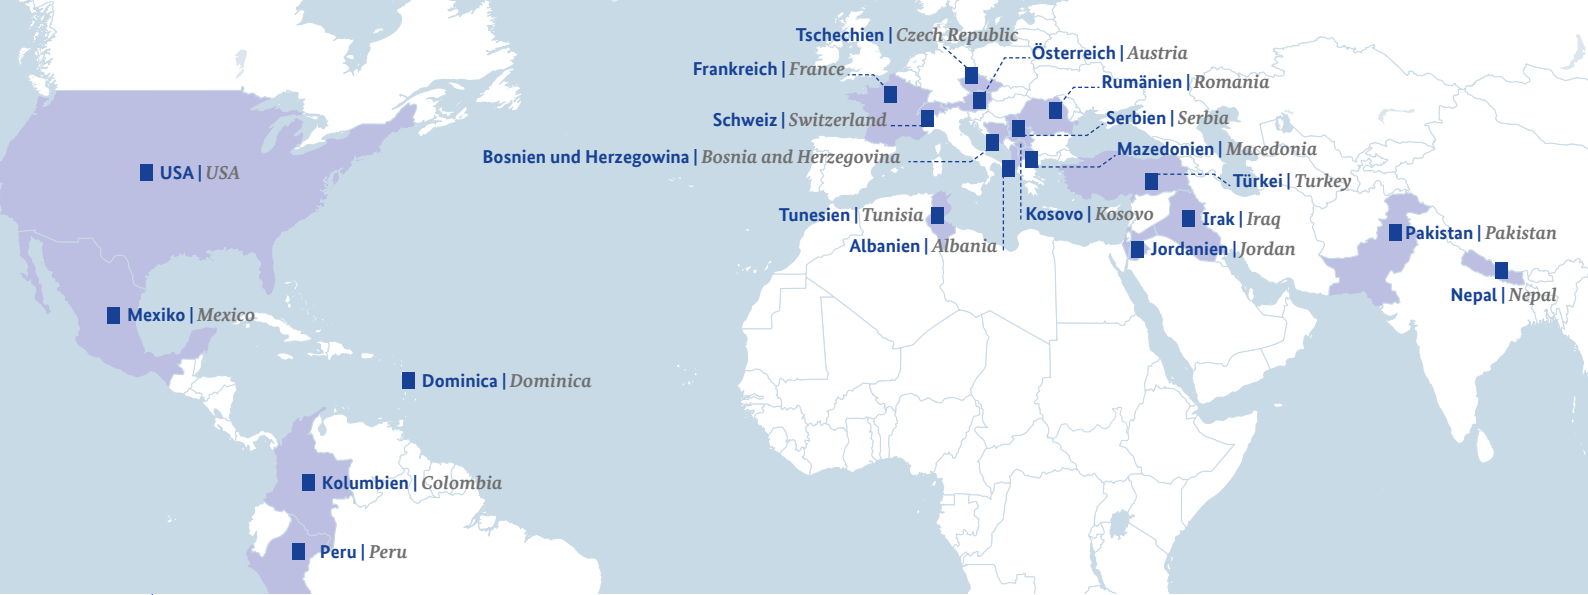 Tschechien | Czech Republic
Österreich | Austria
Frankreich | France
Rumänien | Romania
Schweiz | Switzerland
Serbien | Serbia
Bosnien und Herzegowina | Bosnia and Herzegovina
Mazedonien | Macedonia
USA | USA
Türkei | Turkey
Tunesien | Tunisia
Kosovo | Kosovo
Irak | Iraq
Pakistan | Pakistan
Albanien | Albania
Jordanien | Jordan
Nepal | Nepal
Mexiko | Mexico
Dominica | Dominica
Kolumbien | Colombia
Peru | Peru